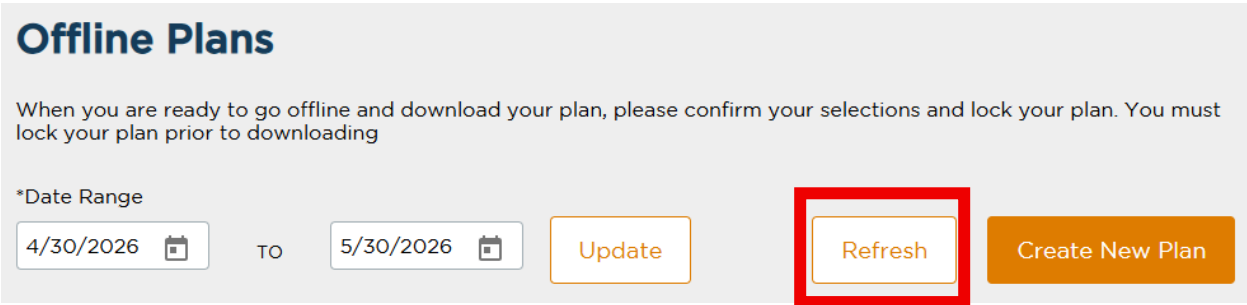 Offline Plans
When you are ready to go offline and download your plan, please confirm your selections and lock your plan. You must
lock your plan prior to downloading
*Date Range
4/30/2026 TO 5/30/2026 Update Refresh Create New Plan